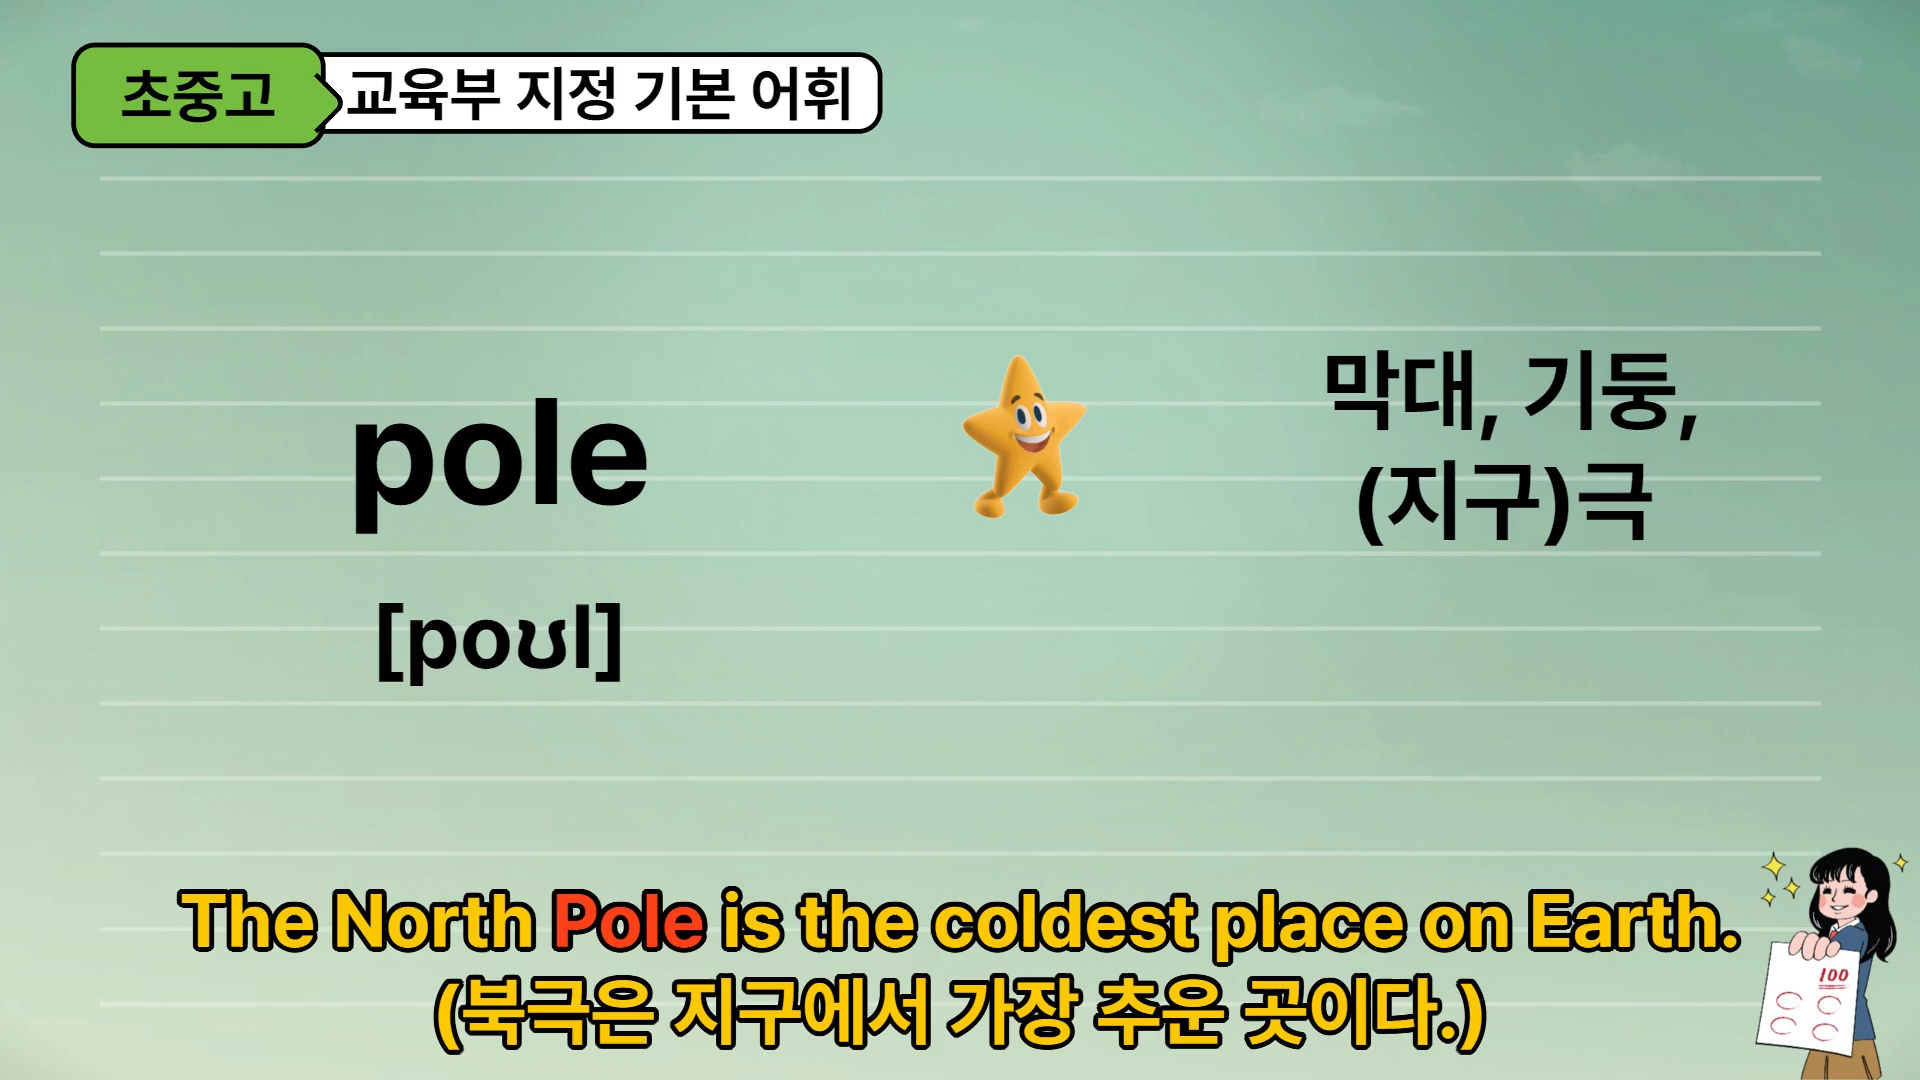 초중고 교육부 지정 기본 어휘
pole
[poʊl]
막대, 기둥,
(지구)극
The North Pole is the coldest place on Earth.
(북극은 지구에서 가장 추운 곳이다.)
100